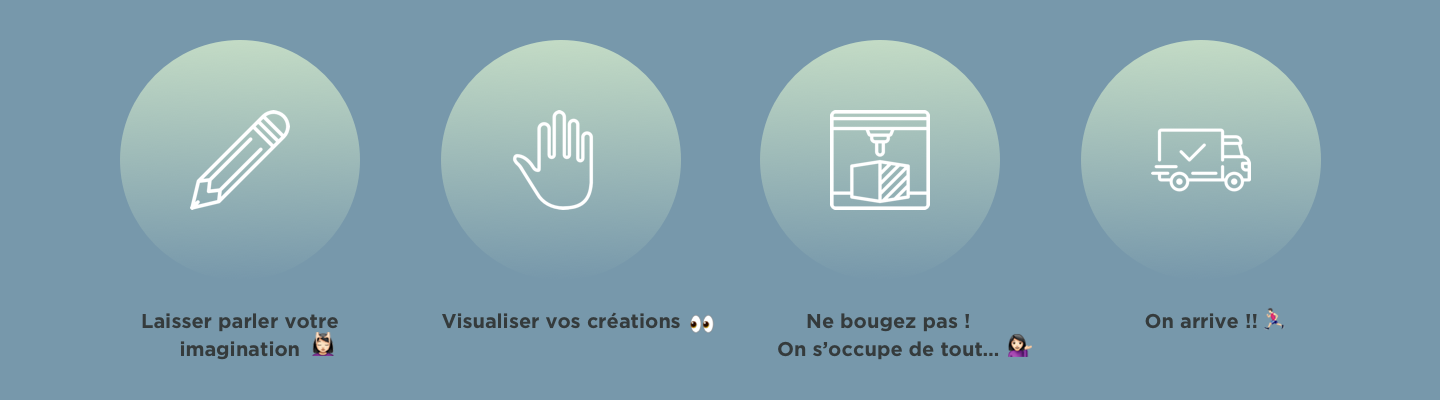 Laisser parler votre
imagination 💆🏻‍♀️
Visualiser vos créations 👀
Ne bougez pas !
On s’occupe de tout... 💁🏻‍♀️
On arrive !! 🏃🏻‍♂️